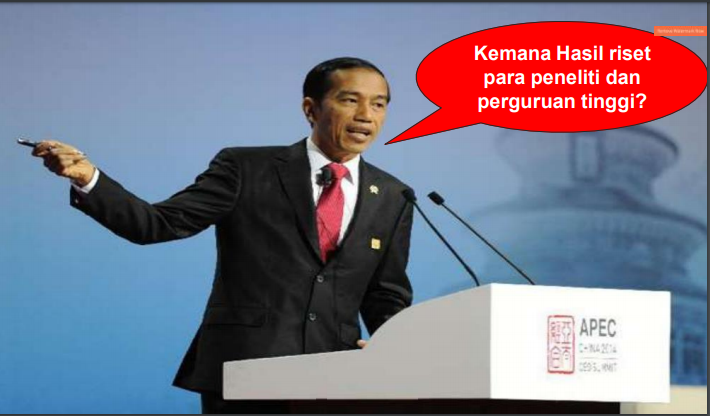 Kemana Hasil riset
para peneliti dan
perguruan tinggi?
APEC
CHINA 2014
CEO SUMMIT